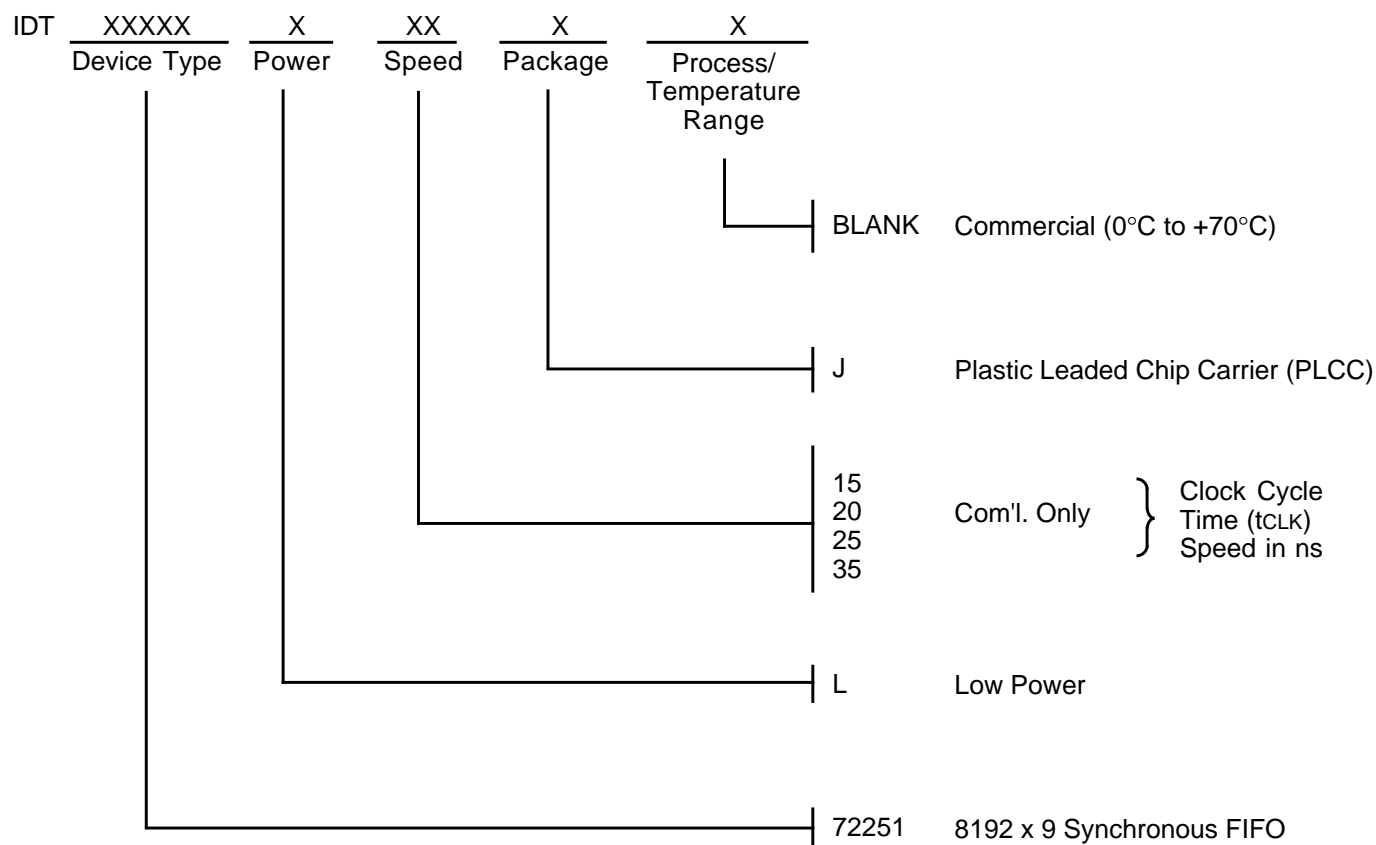 IDT XXXXX X XX X X
Device Type Power Speed Package Process/
Temperature
Range
BLANK Commercial (0°C to +70°C)
J Plastic Leaded Chip Carrier (PLCC)
15
20
25
35
Com'l. Only
Clock Cycle
Time (tCLK)
Speed in ns
L Low Power
72251 8192 x 9 Synchronous FIFO